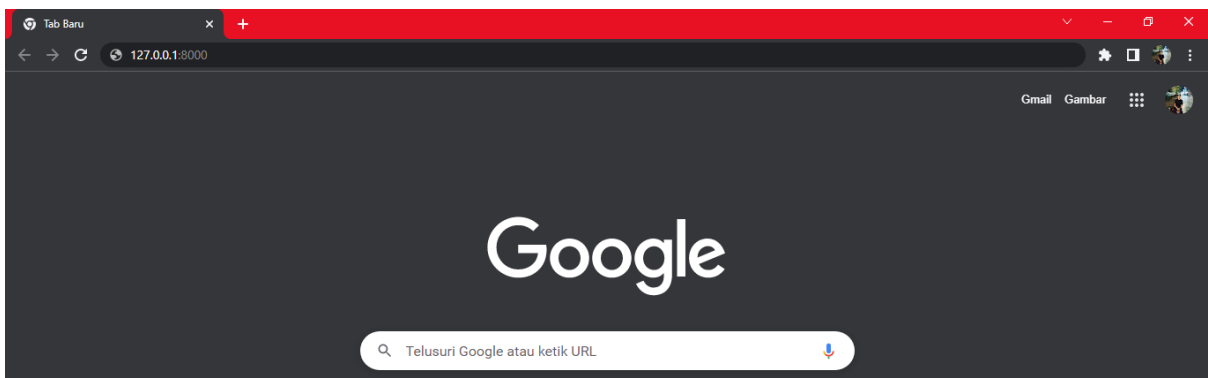 Tab Baru
127.0.0.1:8000
Gmail Gambar
Google
Telusuri Google atau ketik URL